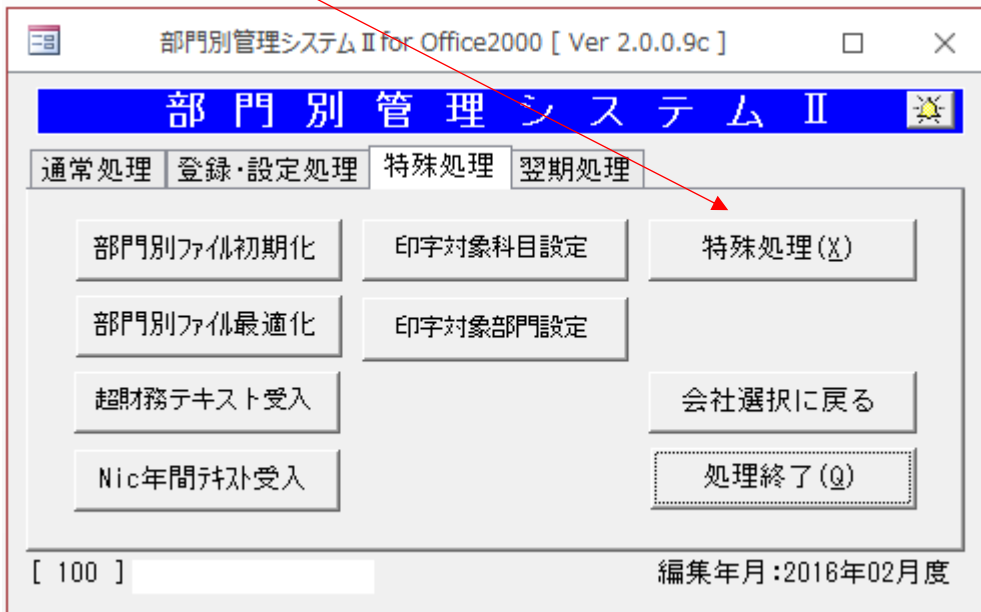 部門別管理システムⅡ for Office2000 [ Ver 2.0.0.9c ]
部門別管理システムⅡ
通常処理 登録・設定処理 特殊処理 翌期処理
部門別ファイル初期化 印字対象科目設定 特殊処理(X)
部門別ファイル最適化 印字対象部門設定
超財務テキスト受入 会社選択に戻る
Nic年間テキスト受入 処理終了(Q)
[ 100 ] 編集年月:2016年02月度